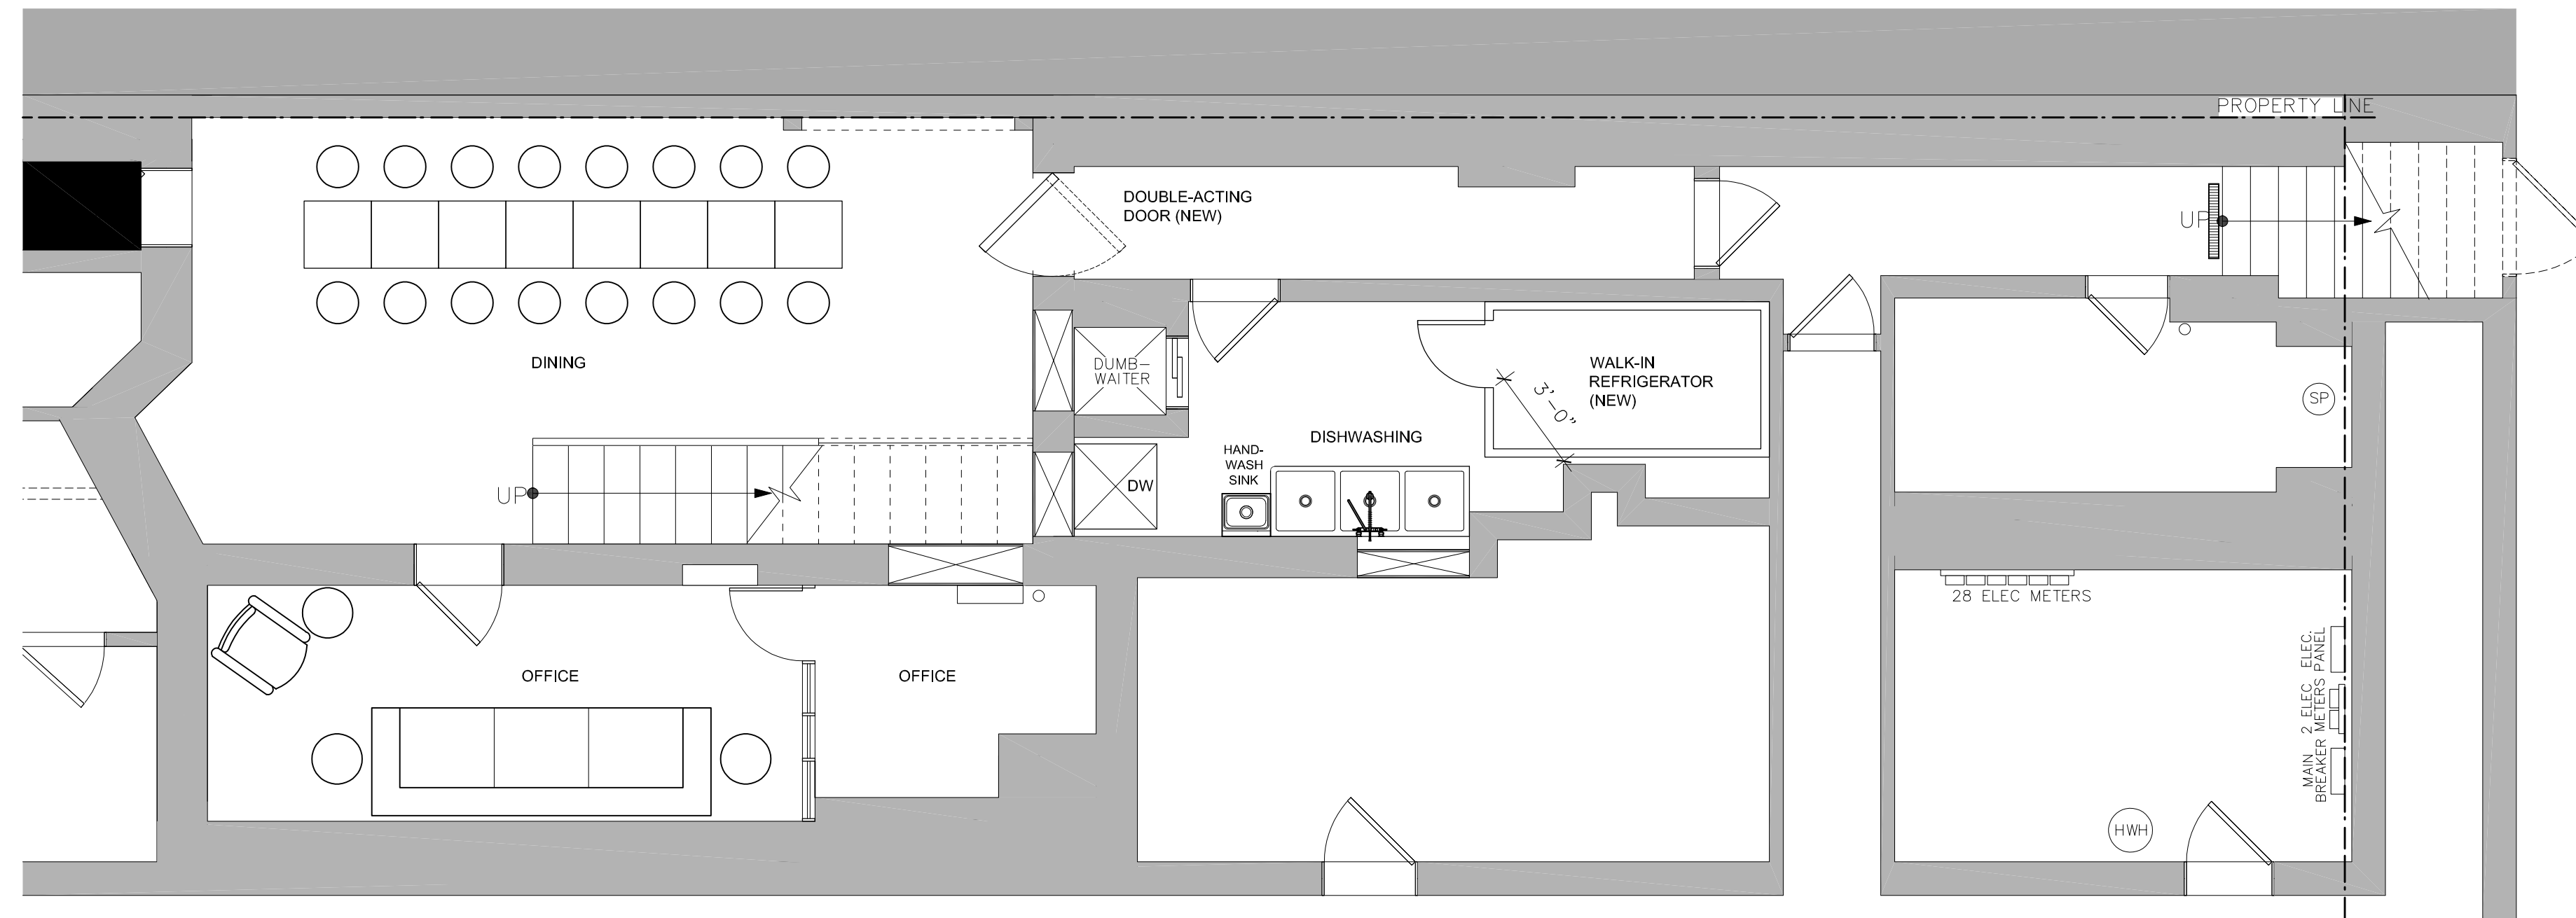 PROPERTY LINE
DOUBLE-ACTING
DOOR (NEW)
UP
DINING
DUMB-
WAITER
WALK-IN
REFRIGERATOR
(NEW)
3'-0"
SP
DISHWASHING
HAND-
WASH
SINK
DW
UP
28 ELEC METERS
OFFICE
OFFICE
MAIN 2 ELEC ELEC.
BREAKER METERS PANEL
HWH